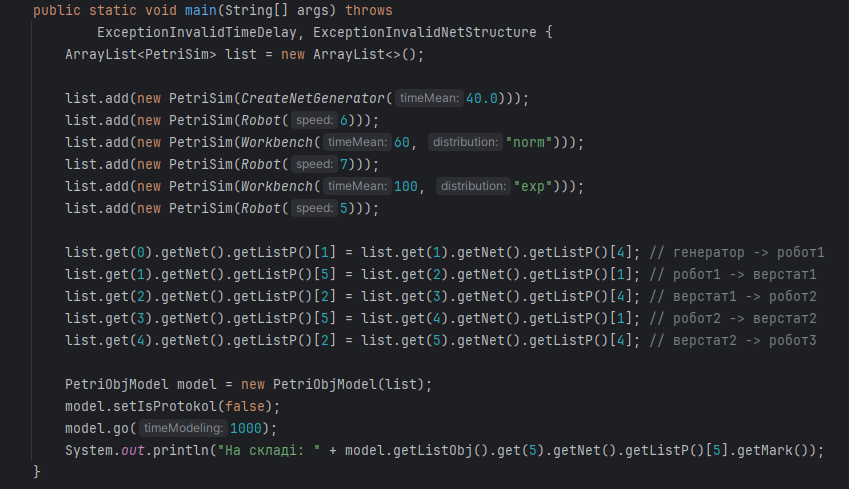 public static void main(String[] args) throws
ExceptionInvalidTimeDelay, ExceptionInvalidNetStructure {
ArrayList<PetriSim> list = new ArrayList<>();
list.add(new PetriSim(CreateNetGenerator( timeMean: 40.0)));
list.add(new PetriSim(Robot( speed: 6)));
list.add(new PetriSim(Workbench( timeMean: 60, distribution: "norm")));
list.add(new PetriSim(Robot( speed: 7)));
list.add(new PetriSim(Workbench( timeMean: 100, distribution: "exp")));
list.add(new PetriSim(Robot( speed: 5)));
list.get(0).getNet().getListP()[1] = list.get(1).getNet().getListP()[4]; // генератор -> робот1
list.get(1).getNet().getListP()[5] = list.get(2).getNet().getListP()[1]; // робот1 -> верстат1
list.get(2).getNet().getListP()[2] = list.get(3).getNet().getListP()[4]; // верстат1 -> робот2
list.get(3).getNet().getListP()[5] = list.get(4).getNet().getListP()[1]; // робот2 -> верстат2
list.get(4).getNet().getListP()[2] = list.get(5).getNet().getListP()[4]; // верстат2 -> робот3
PetriObjModel model = new PetriObjModel(list);
model.setIsProtokol(false);
model.go( timeModeling: 1000);
System.out.println("На складі: " + model.getListObj().get(5).getNet().getListP()[5].getMark());
}